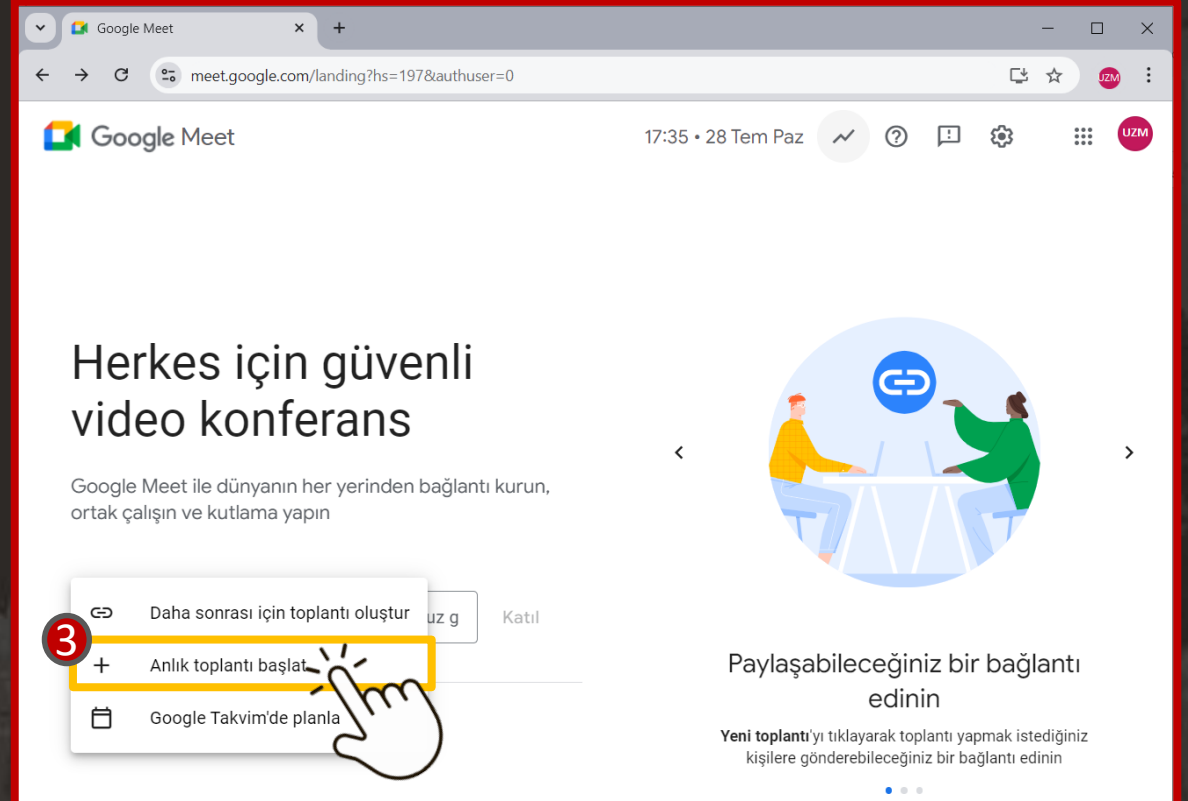 Google Meet
meet.google.com/landing?hs=197&authuser=0
UZM
Google Meet
17:35 • 28 Tem Paz
UZM
Herkes için güvenli
video konferans
Google Meet ile dünyanın her yerinden bağlantı kurun,
ortak çalışın ve kutlama yapın
Daha sonrası için toplantı oluştur
uz g
Katıl
3
Anlık toplantı başlat
Google Takvim'de planla
Paylaşabileceğiniz bir bağlantı
edinin
Yeni toplantı'yı tıklayarak toplantı yapmak istediğiniz
kişilere gönderebileceğiniz bir bağlantı edinin